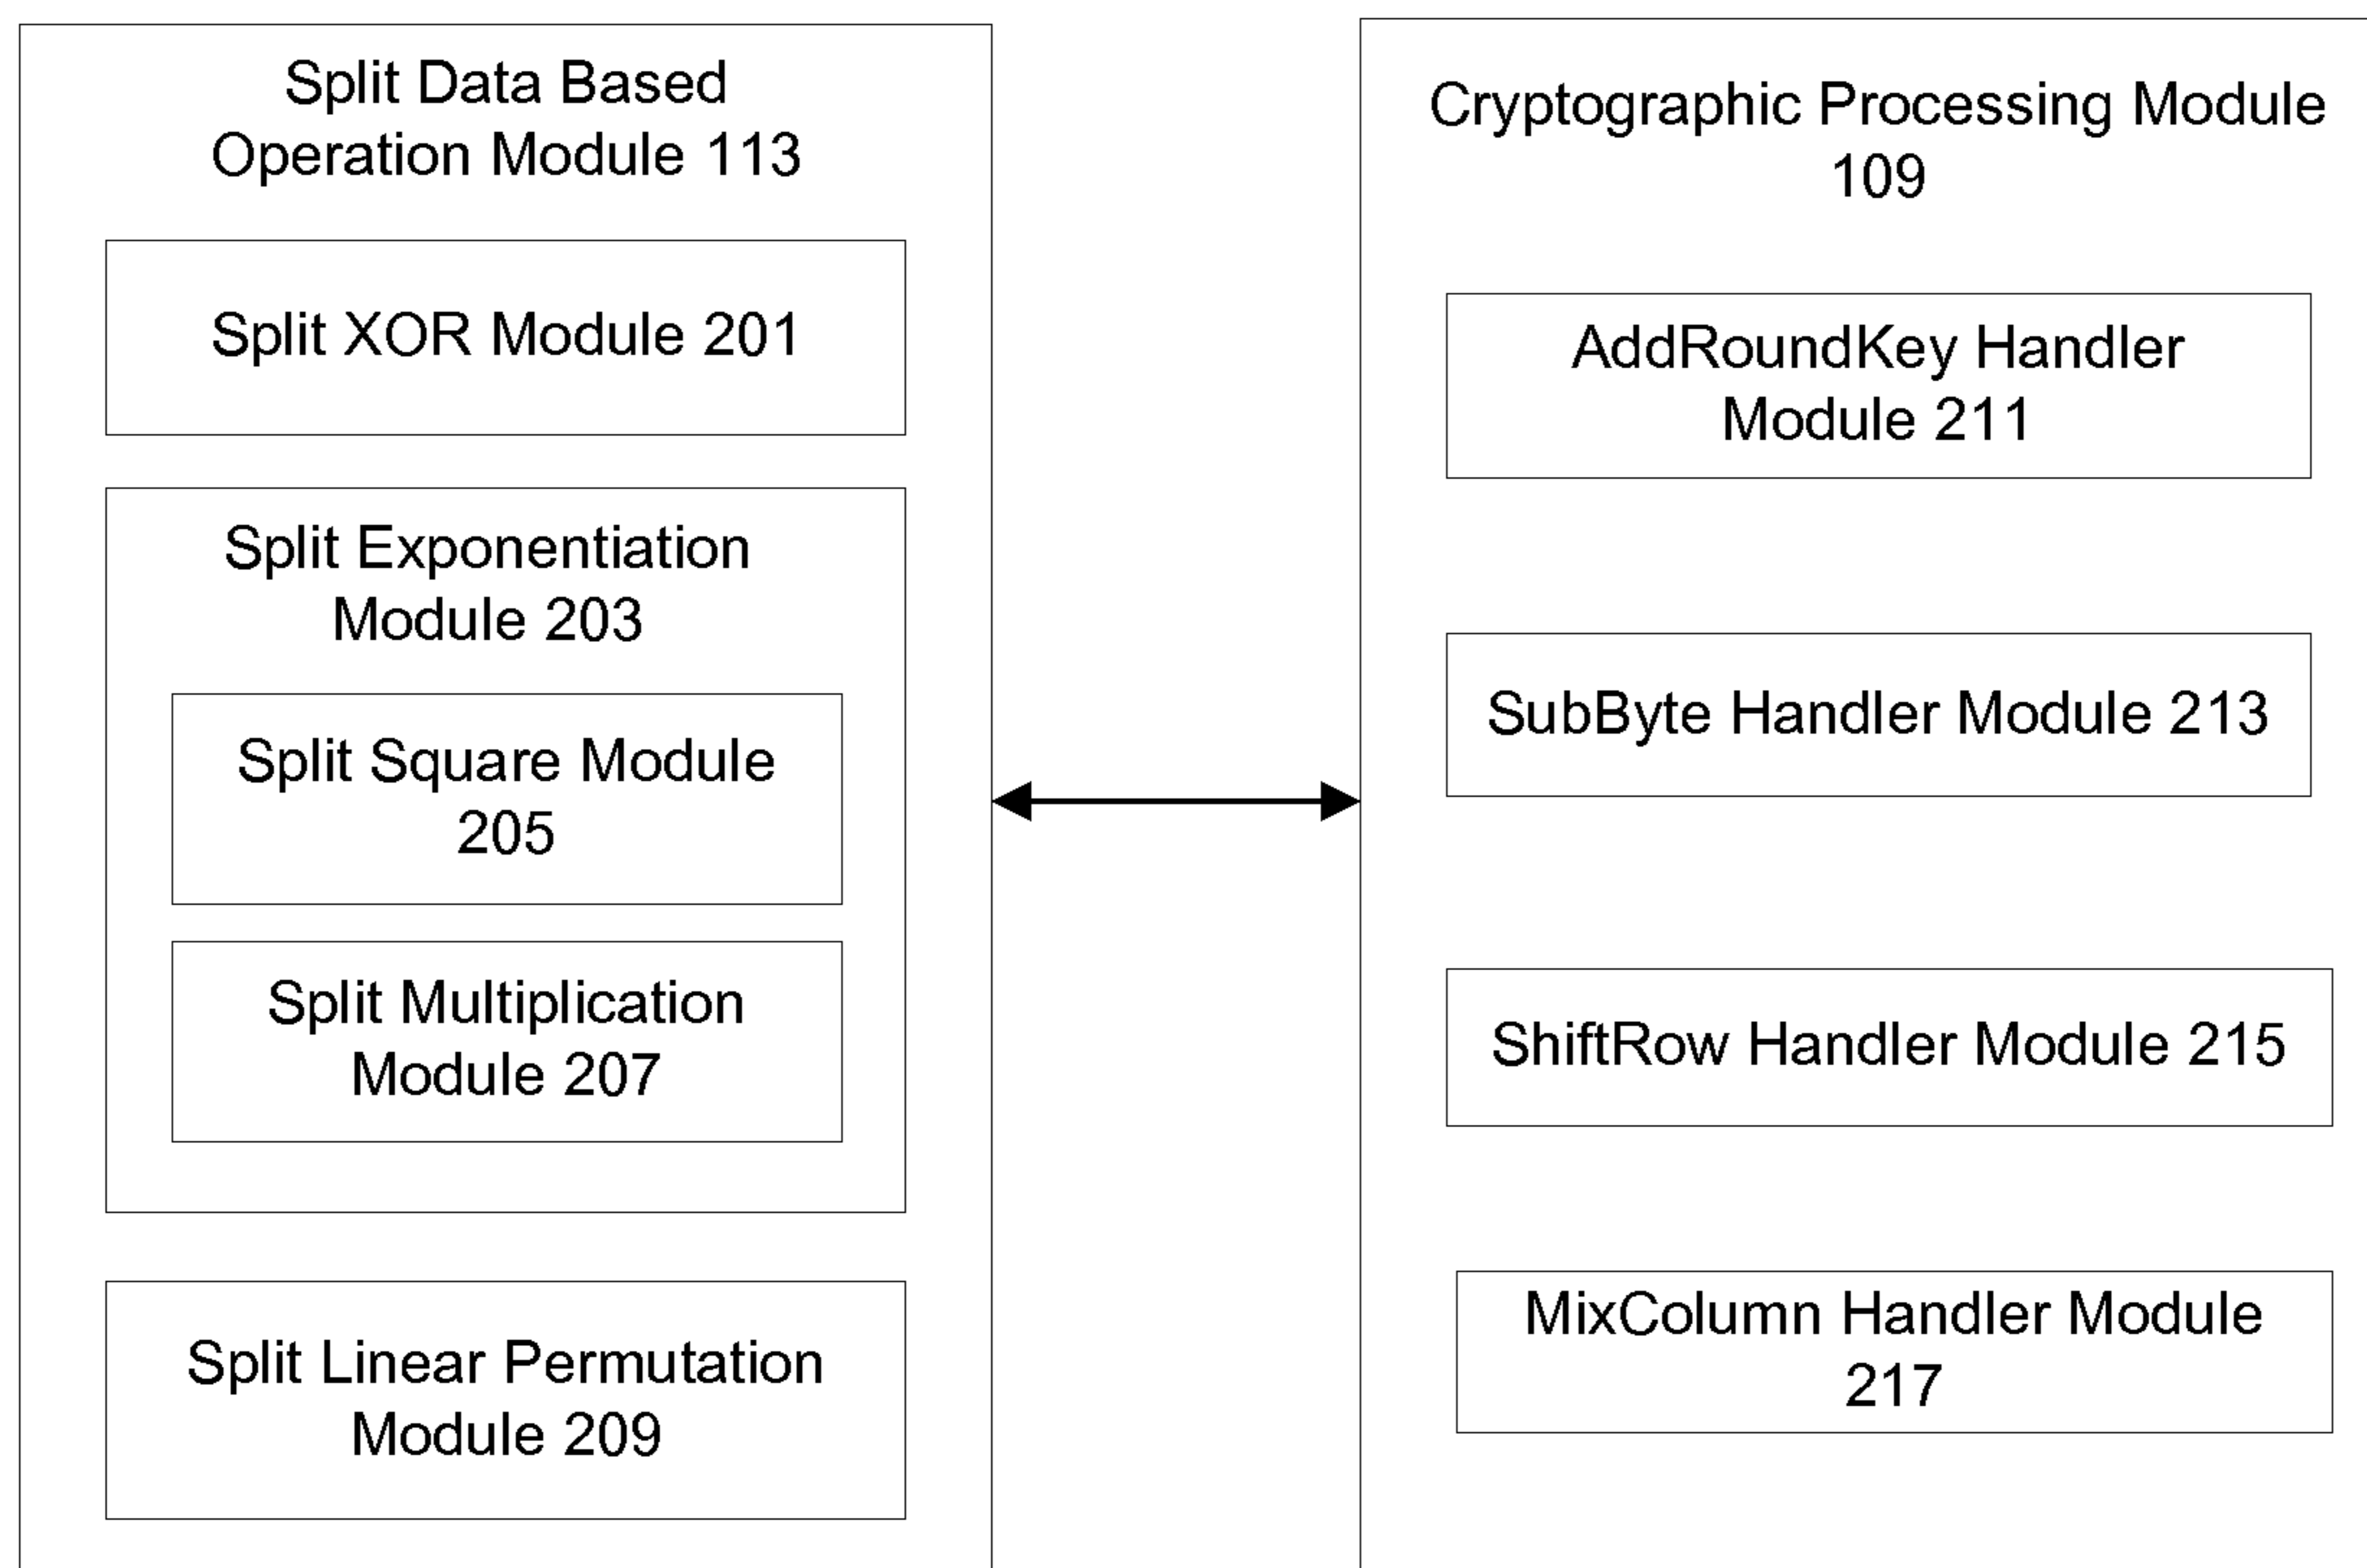 Split Data Based
Operation Module 113
Split XOR Module 201
Split Exponentiation
Module 203
Split Square Module
205
Split Multiplication
Module 207
Split Linear Permutation
Module 209
Cryptographic Processing Module
109
AddRoundKey Handler
Module 211
SubByte Handler Module 213
ShiftRow Handler Module 215
MixColumn Handler Module
217